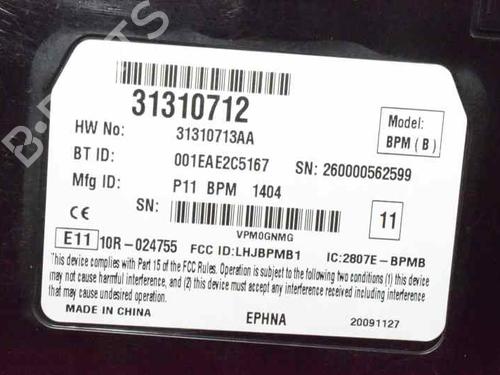 31310712
Model:
BPM (B)
HW No: 31310713AA
BT ID: 001EAE2C5167 SN: 260000562599
Mfg ID: P11 BPM 1404
SN:
11
VPM0GNMG
CE
E11 10R-024755 FCC ID:LHJBPMB1 IC:2807E-BPMB
This device complies with Part 15 of the FCC Rules. Operation is subject to the following two conditions (1) this device
may not cause harmful interference, and (2) this device must accept any interference received including interference
that may cause undesired operation.
MADE IN CHINA EPHNA 20091127